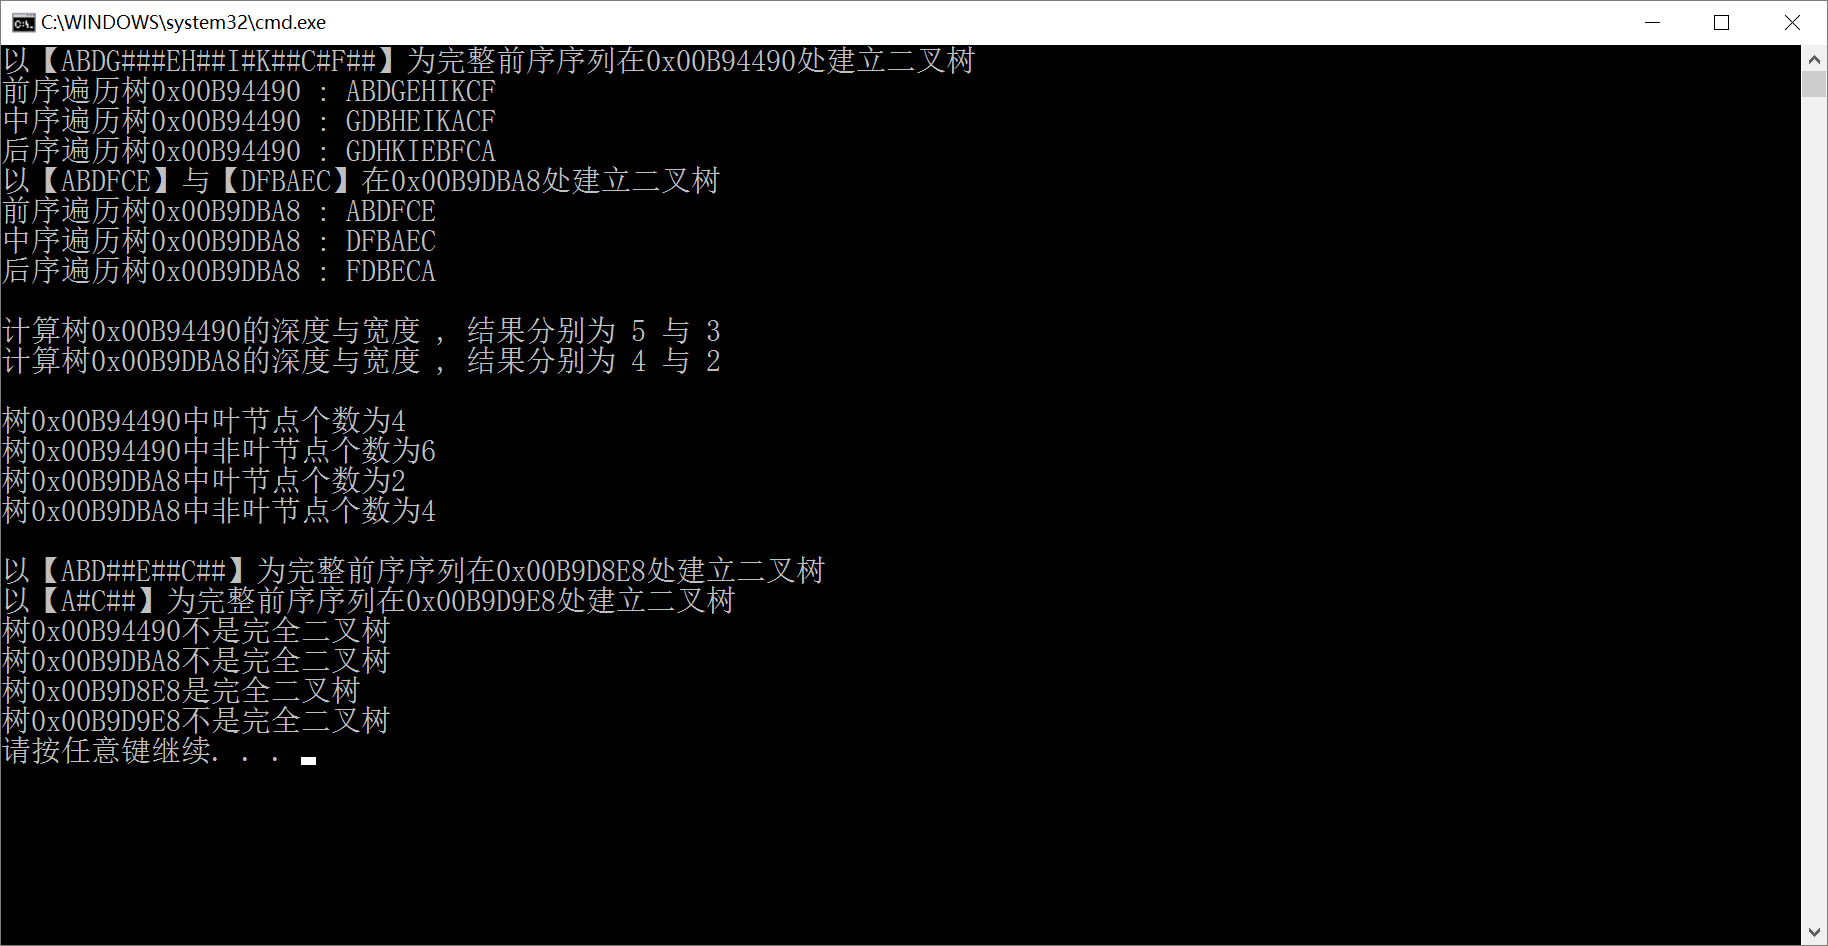 C:\WINDOWS\system32\cmd.exe
以【ABDG###EH##I#K##C#F##】为完整前序序列在0x00B94490处建立二叉树
前序遍历树0x00B94490 : ABDGEHIKCF
中序遍历树0x00B94490 : GDBHEIKACF
后序遍历树0x00B94490 : GDHKIEBFCA
以【ABDFCE】与【DFBAEC】在0x00B9DBA8处建立二叉树
前序遍历树0x00B9DBA8 : ABDFCE
中序遍历树0x00B9DBA8 : DFBAEC
后序遍历树0x00B9DBA8 : FDBECA
计算树0x00B94490的深度与宽度 , 结果分别为 5 与 3
计算树0x00B9DBA8的深度与宽度 , 结果分别为 4 与 2
树0x00B94490中叶节点个数为4
树0x00B94490中非叶节点个数为6
树0x00B9DBA8中叶节点个数为2
树0x00B9DBA8中非叶节点个数为4
以【ABD##E##C##】为完整前序序列在0x00B9D8E8处建立二叉树
以【A#C##】为完整前序序列在0x00B9D9E8处建立二叉树
树0x00B94490不是完全二叉树
树0x00B9DBA8不是完全二叉树
树0x00B9D8E8是完全二叉树
树0x00B9D9E8不是完全二叉树
请按任意键继续. . .